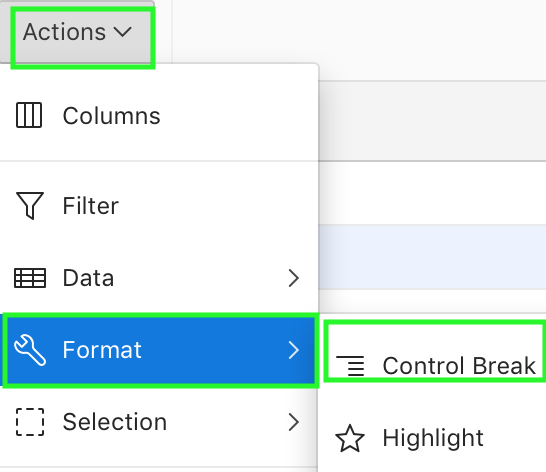 Actions
Columns
Filter
Data
Format
Control Break
Selection
Highlight